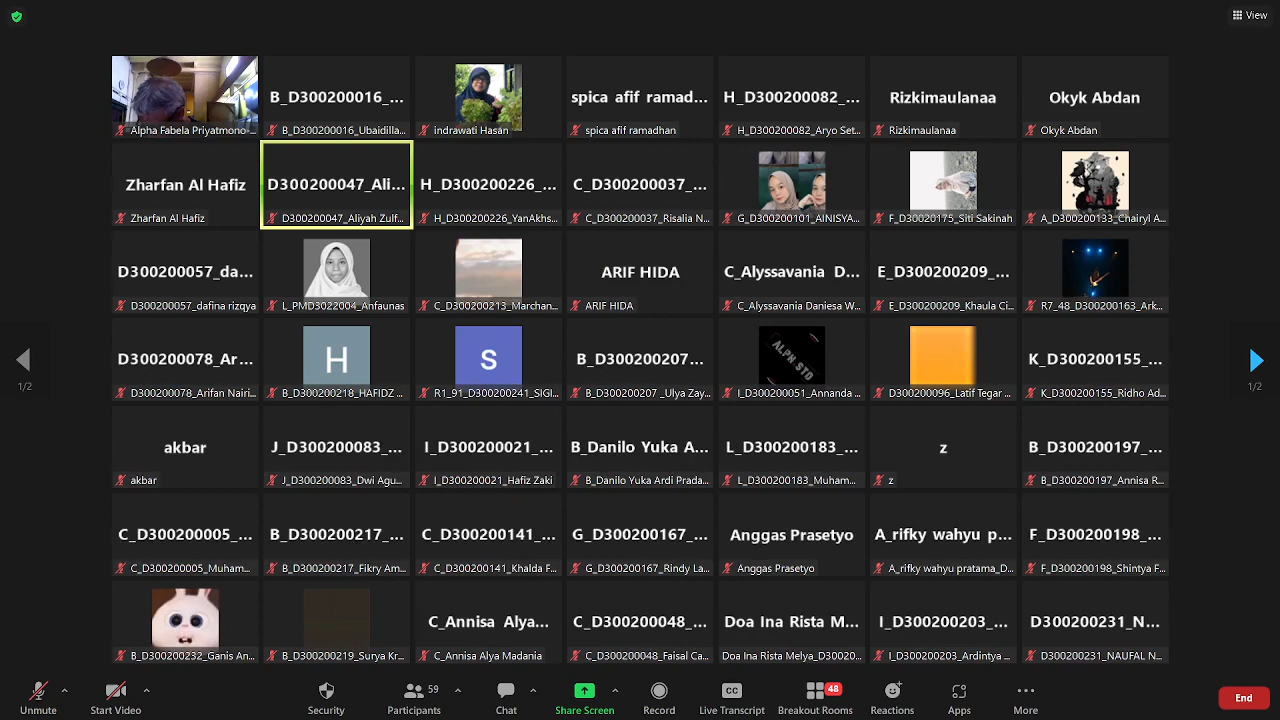 View
B_D300200016_...
spica afif ramad...
H_D300200082_...
Rizkimaulanaa
Okyk Abdan
Alpha Fabela Priyatmono-...
B_D300200016_Ubaidilla...
indrawati Hasan
spica afif ramadhan
H_D300200082_Aryo Set...
Rizkimaulanaa
Okyk Abdan
Zharfan Al Hafiz
D300200047_Ali...
H_D300200226_...
C_D300200037_...
Zharfan Al Hafiz
D300200047_Aliyah Zulf...
H_D300200226_YanAkhs...
C_D300200037_Risalia N...
G_D300200101_AINISYA...
F_D30020175_Siti Sakinah
A_D300200133_Chairyl A...
D300200057_da...
ARIF HIDA
C_Alyssavania D...
E_D300200209_...
D300200057_dafina rizqya
L_PMD3022004_Anfaunas
C_D300200213_Marchan...
ARIF HIDA
C_Alyssavania Daniesa W...
E_D300200209_Khaula Ci...
R7_48_D300200163_Ark...
D300200078_Ar...
H
s
B_D300200207...
ALPN STD
K_D300200155_...
D300200078_Arifan Nairi...
B_D300200218_HAFIDZ ...
R1_91_D300200241_SIGI...
B_D300200207 _Ulya Zay...
I_D300200051_Annanda ...
D300200096_Latif Tegar ...
K_D300200155_Ridho Ad...
akbar
J_D300200083_...
I_D300200021_...
B_Danilo Yuka A...
L_D300200183_...
z
B_D300200197_...
akbar
J_D300200083_Dwi Agu...
I_D300200021_Hafiz Zaki
B_Danilo Yuka Ardi Prada...
L_D300200183_Muham...
z
B_D300200197_Annisa R...
C_D300200005_...
B_D300200217_...
C_D300200141_...
G_D300200167_...
Anggas Prasetyo
A_rifky wahyu p...
F_D300200198_...
C_D300200005_Muham...
B_D300200217_Fikry Am...
C_D300200141_Khalda F...
G_D300200167_Rindy La...
Anggas Prasetyo
A_rifky wahyu pratama_D...
F_D300200198_Shintya F...
C_Annisa Alya...
C_D300200048_...
Doa Ina Rista M...
I_D300200203_...
D300200231_N...
B_D300200232_Ganis An...
B_D300200219_Surya Kr...
C_Annisa Alya Madania
C_D300200048_Faisal Ca...
Doa Ina Rista Melya_D30020...
I_D300200203_Ardintya ...
D300200231_NAUFAL N...
1/2
1/2
59
48
Unmute
Start Video
Security
Participants
Chat
Share Screen
Record
CC
Live Transcript
Breakout Rooms
Reactions
Apps
More
End